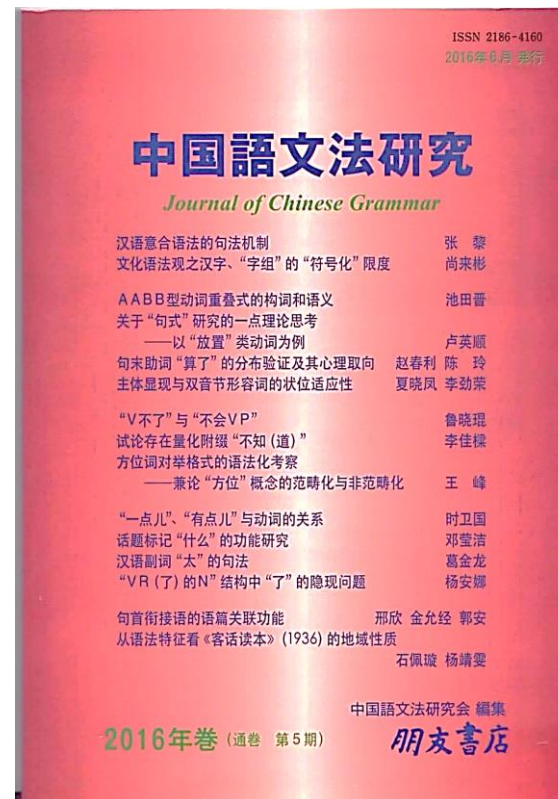 ISSN 2186-4160
2016年6月 発行
中国語文法研究
Journal of Chinese Grammar
汉语意合语法的句法机制 张 黎
文化语法观之汉字、“字组”的“符号化”限度 尚来彬
AABB型动词重叠式的构词和语义 池田晋
关于“句式”研究的一点理论思考
——以“放置”类动词为例 卢英顺
句末助词“算了”的分布验证及其心理取向 赵春利 陈 玲
主体显现与双音节形容词的状位适应性 夏晓凤 李劲荣
“V不了”与“不会VP” 鲁晓琨
试论存在量化附缀“不知(道)” 李佳樑
方位词对举格式的语法化考察
——兼论“方位”概念的范畴化与非范畴化 王 峰
“一点儿”、“有点儿”与动词的关系 时卫国
话题标记“什么”的功能研究 邓莹洁
汉语副词“太”的句法 葛金龙
“VR(了)的N”结构中“了”的隐现问题 杨安娜
句首衔接语的语篇关联功能 邢欣 金允经 郭安
从语法特征看《客话读本》(1936)的地域性质
石佩璇 杨靖雯
中国語文法研究会 編集
2016年巻(通巻 第5期) 朋友書店